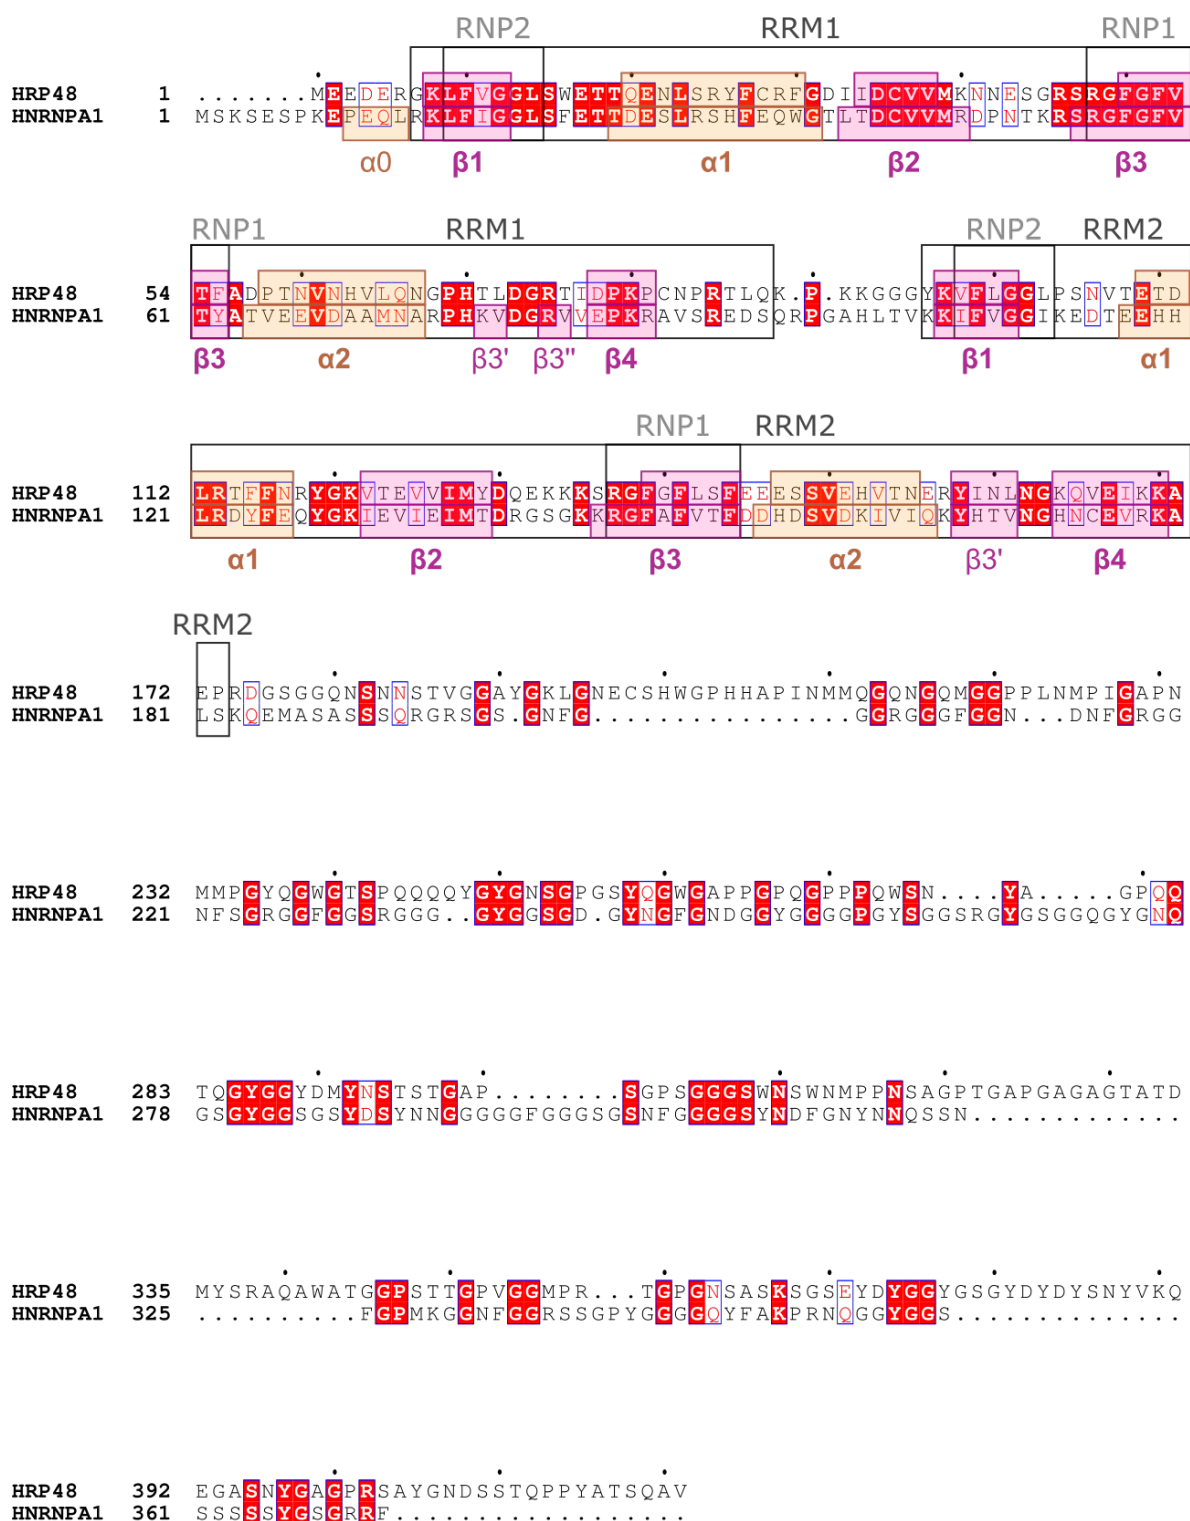 RNP2 RRM1 RNP1
HRP48 1 .......MEEDERGKLFVGGLSWETTQENLSRYFCRFGDIIDCVVMKNNESGRSRGFGFV
HNRNPA1 1 MSKSESPKEPEQLRKLFIGGLSFETTDESLRSHFEQWGTLTDCVVMRDPNTKRSRGFGFV
α0 β1 α1 β2 β3
RNP1 RRM1 RNP2 RRM2
HRP48 54 TFADPTNVNHVLQNGPHTLDGRTIDPKPCNPRTLQK.P.KKGGGYKVFLGGLPSNVTETD
HNRNPA1 61 TYATVEEVDAAMNARPHKVDGRVVEPKRAVSREDSQRPGAHLTVKKIFVGGIKEDTEEHH
β3 α2 β3' β3" β4 β1 α1
RNP1 RRM2
HRP48 112 LRTFFNRYGKVTEVVIMYDQEKKKSRGFGFLSFEEESSVEHVTNERYINLNGKQVEIKKA
HNRNPA1 121 LRDYFEQYGKIEVIEIMTDRGSGKKRGFAFVTFDDHDSVDKIVIQKYHTVNGHNCEVRKA
α1 β2 β3 α2 β3' β4
RRM2
HRP48 172 EPRDGSGGQNSNNSTVGGAYGKLGNECSHWGPHHAPINMMQGQNGQMGGPPLNMPIGAPN
HNRNPA1 181 LSKQEMASASSSQRGRSGS.GNFG................GGRGGGFGGN...DNFGRGG
HRP48 232 MMPGYQGWGTSPQQQQYGYGNSGPGSYQGWGAPPGPQGPPPQWSN....YA.....GPQQ
HNRNPA1 221 NFSGRGGFGGSRGGG..GYGGSGD.GYNGFGNDGGYGGGGPGYSGGSRGYGSGGQGYGNQ
HRP48 283 TQGYGGYDMYNSTSTGAP........SGPSGGGSWNSWNMPPNSAGPTGAPGAGAGTATD
HNRNPA1 278 GSGYGGSGSYDSYNNGGGGGFGGGSGSNFGGGGSYNDFGNYNNQSSN.............
HRP48 335 MYSRAQAWATGGPSTTGPVGGMPR...TGPGNSASKSGSEYDYGGYGSGYDYDYSNYVKQ
HNRNPA1 325 ..........FGPMKGGNFGGRSSGPYGGGGQYFAKPRNQGGYGGS..............
HRP48 392 EGASNYGAGPRSAYGNDSSTQPPYATSQAV
HNRNPA1 361 SSSSSYGSGRRF..................